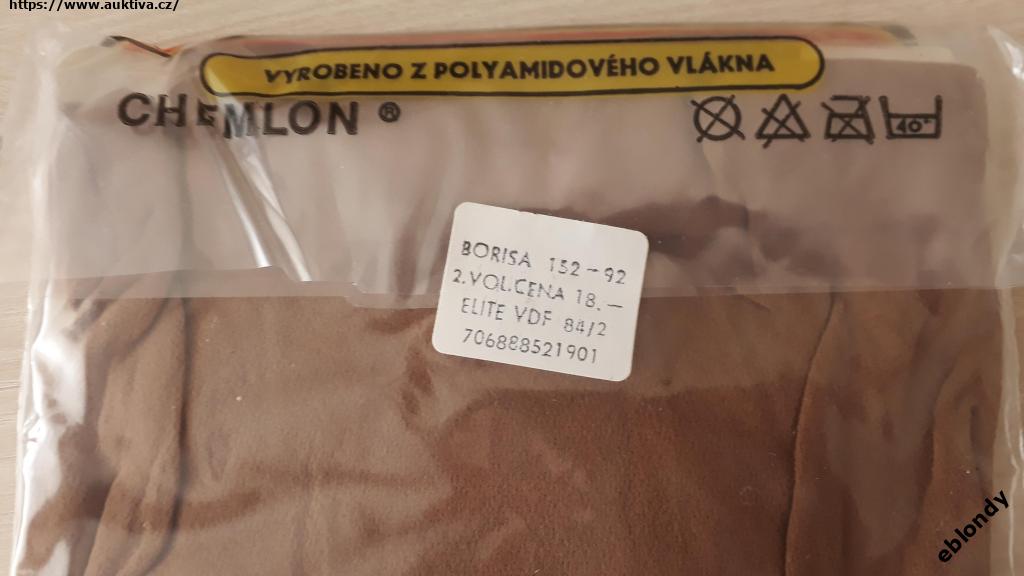 https://www.auktiva.cz/
VYROBENO Z POLYAMIDOVÉHO VLÁKNA
CHEMLON ®
40°
BORISA 152-92
2.VOL.CENA 18.—
ELITE VDF 84/2
706888521901
eblondy